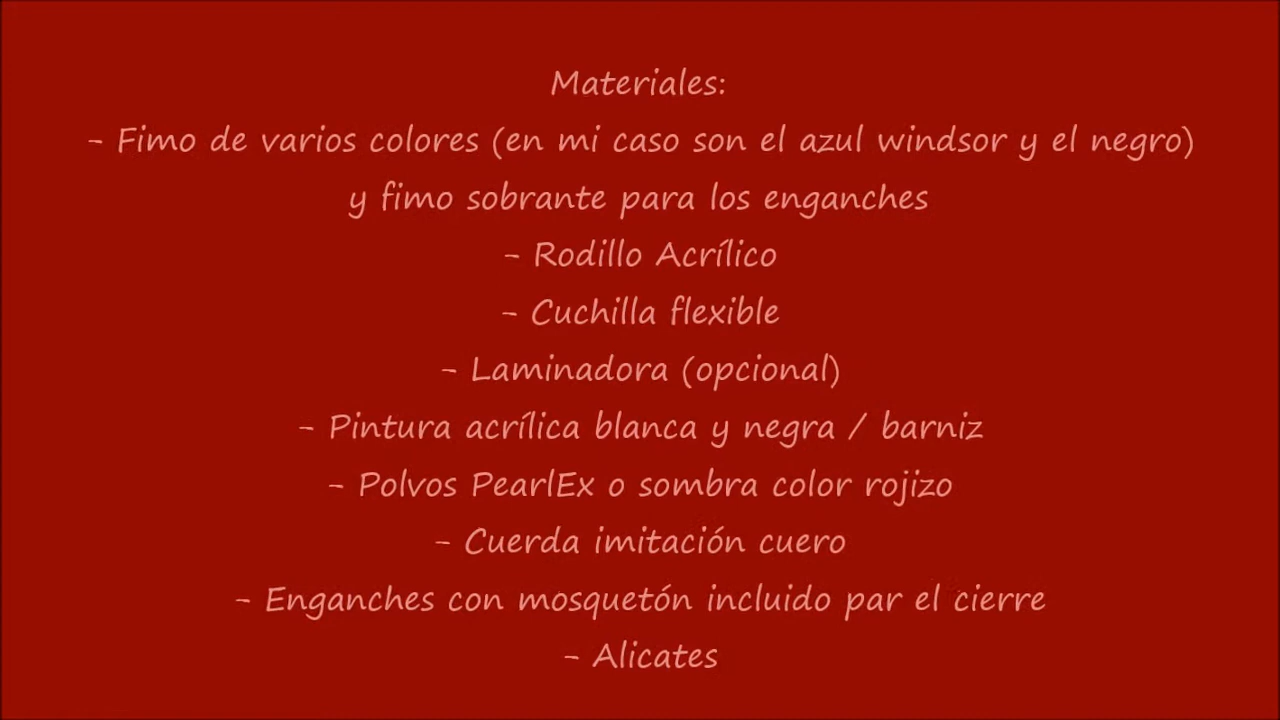 Materiales:
- Fimo de varios colores (en mi caso son el azul windsor y el negro)
y fimo sobrante para los enganches
- Rodillo Acrílico
- Cuchilla flexible
- Laminadora (opcional)
- Pintura acrílica blanca y negra / barniz
- Polvos PearlEx o sombra color rojizo
- Cuerda imitación cuero
- Enganches con mosquetón incluido par el cierre
- Alicates